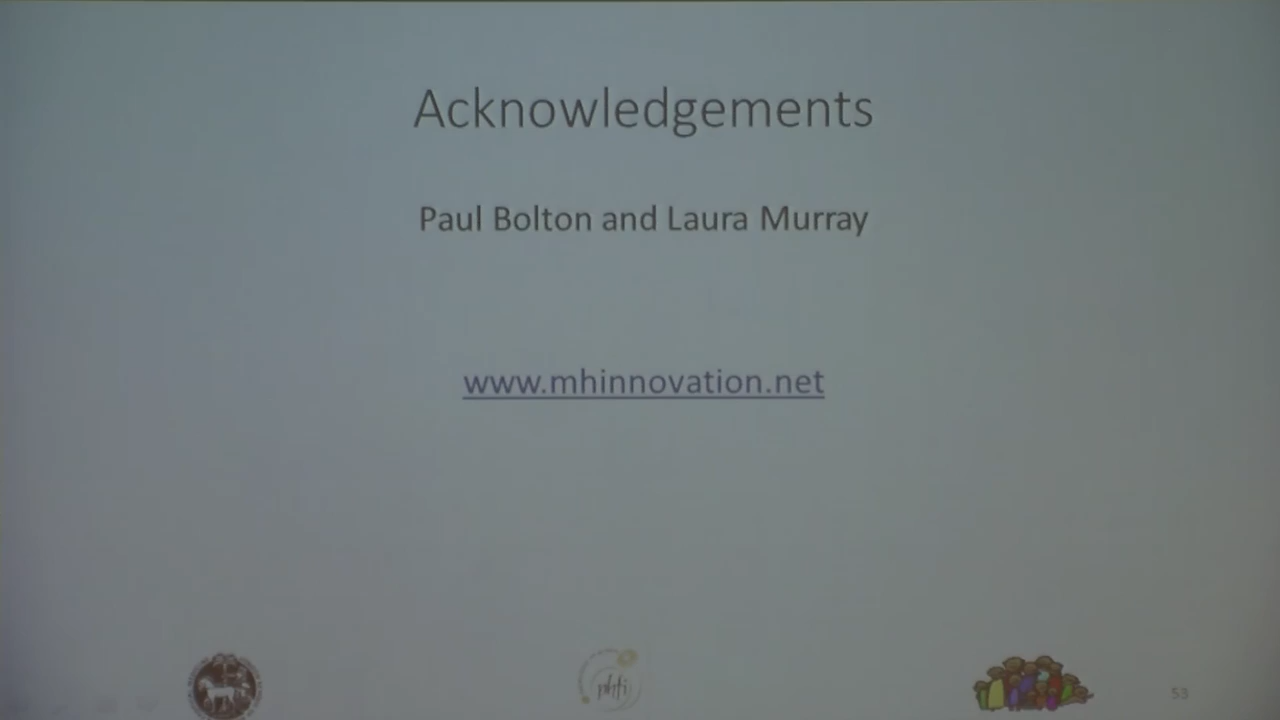 Acknowledgements
Paul Bolton and Laura Murray
www.mhinnovation.net
phfi
53